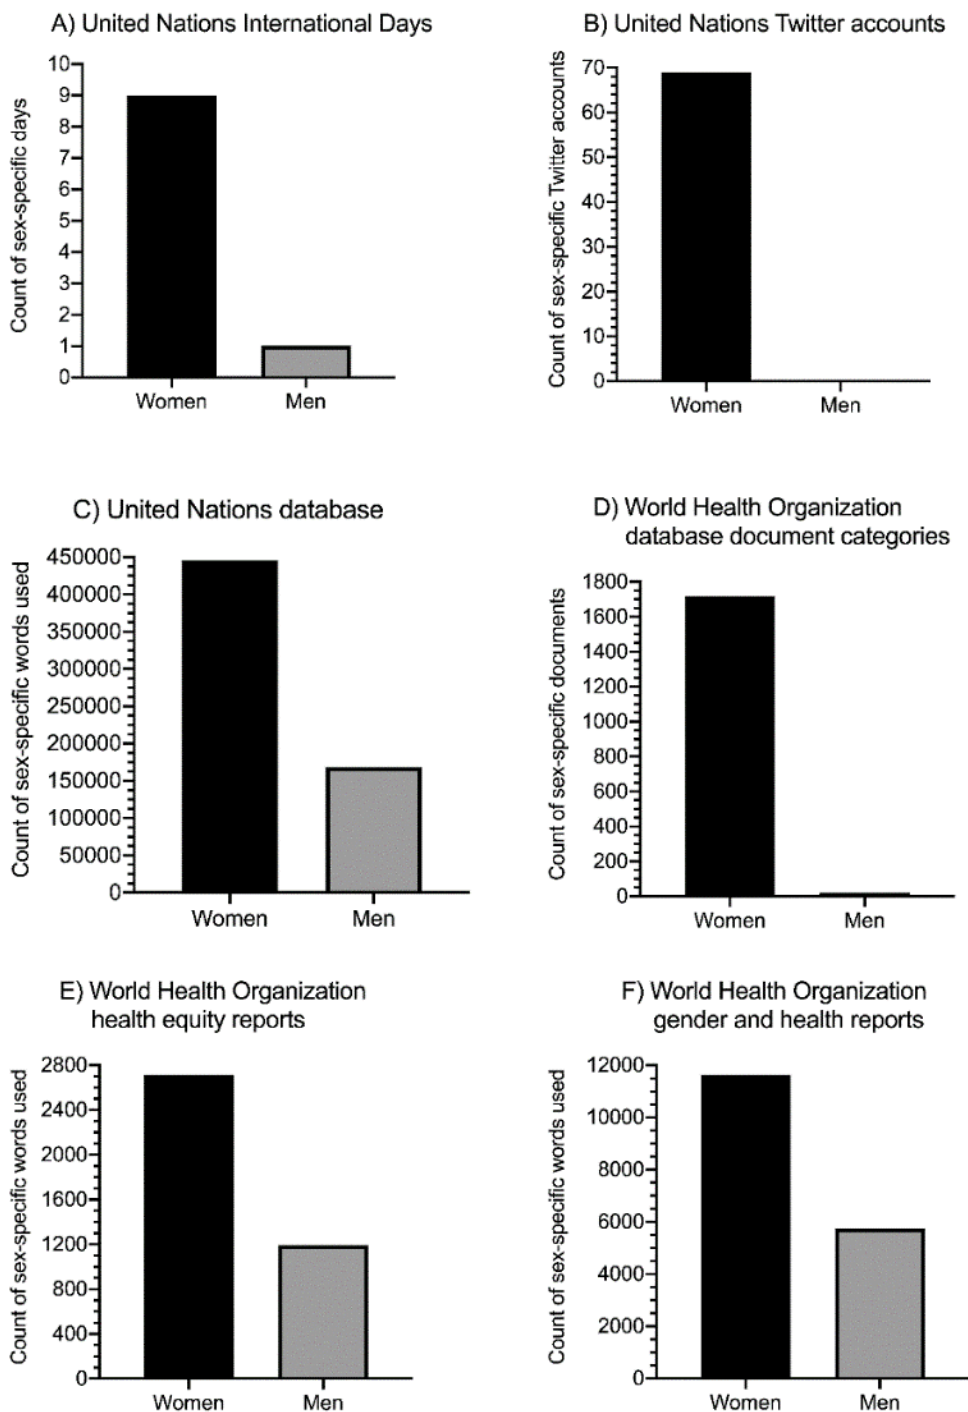 A) United Nations International Days
Count of sex-specific days
10
9
8
7
6
5
4
3
2
1
0
Women Men
B) United Nations Twitter accounts
Count of sex-specific Twitter accounts
70
60
50
40
30
20
10
0
Women Men
C) United Nations database
Count of sex-specific words used
450000
400000
350000
300000
250000
200000
150000
100000
50000
0
Women Men
D) World Health Organization
database document categories
Count of sex-specific documents
1800
1600
1400
1200
1000
800
600
400
200
0
Women Men
E) World Health Organization
health equity reports
Count of sex-specific words used
2800
2400
2000
1600
1200
800
400
0
Women Men
F) World Health Organization
gender and health reports
Count of sex-specific words used
12000
10000
8000
6000
4000
2000
0
Women Men